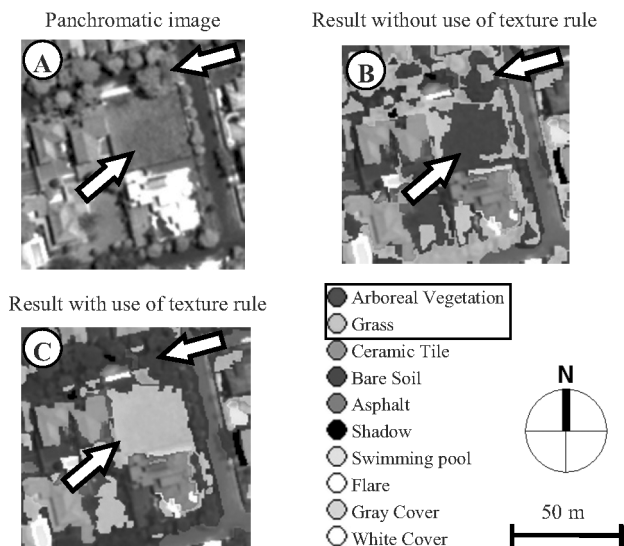 Panchromatic image
Result without use of texture rule
A
B
Result with use of texture rule
C
Arboreal Vegetation
Grass
Ceramic Tile
Bare Soil
Asphalt
Shadow
Swimming pool
Flare
Gray Cover
White Cover
N
50 m